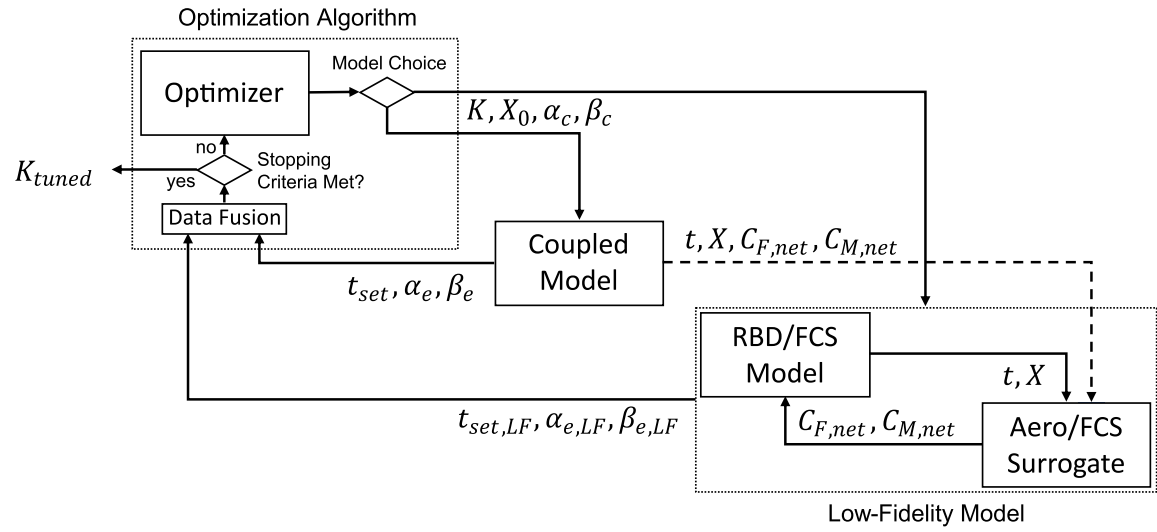 Optimization Algorithm
Optimizer
Model Choice
K, X₀, α_c, β_c
no
Stopping
Criteria Met?
yes
K_tuned
Data Fusion
Coupled
Model
t, X, C_F,net, C_M,net
t_set, α_e, β_e
RBD/FCS
Model
t, X
t_set,LF, α_e,LF, β_e,LF
C_F,net, C_M,net
Aero/FCS
Surrogate
Low-Fidelity Model